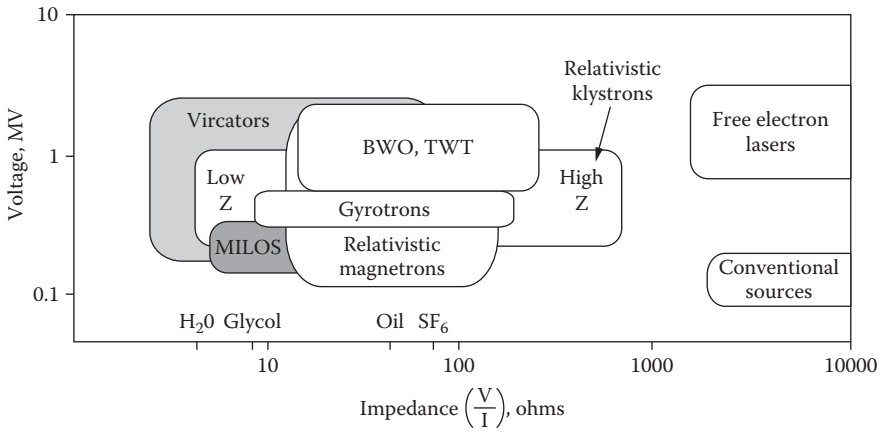 10
Relativistic
klystrons
Vircators
Free electron
lasers
BWO, TWT
Voltage, MV
1
Low
Z
High
Z
Gyrotrons
MILOS
Relativistic
magnetrons
Conventional
sources
0.1
H₂0 Glycol
Oil SF₆
10
100
1000
10000
Impedance (V/I), ohms